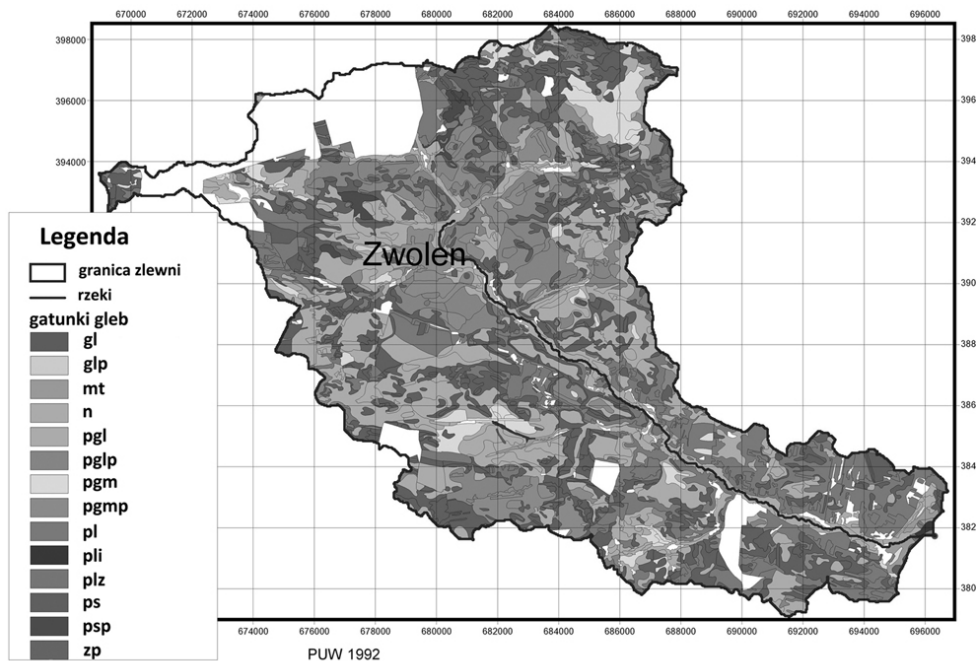 670000 672000 674000 676000 678000 680000 682000 684000 686000 688000 690000 692000 694000 696000
398000 398
396000 396
394000 394
392
390
388
386
384
382
380
Zwolen
Legenda
granica zlewni
rzeki
gatunki gleb
gl
glp
mt
n
pgl
pglp
pgm
pgmp
pl
pli
plz
ps
psp
zp
674000 676000 678000 680000 682000 684000 686000 688000 690000 692000 694000 696000
PUW 1992